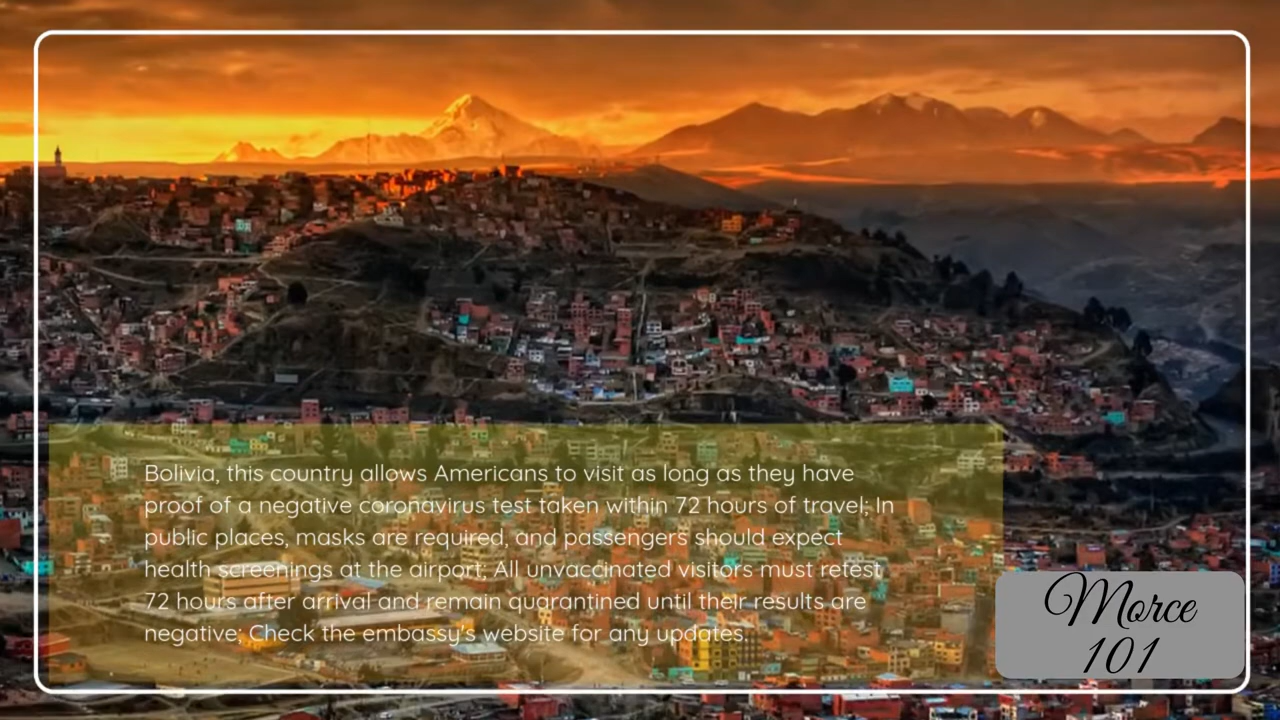 Bolivia, this country allows Americans to visit as long as they have
proof of a negative coronavirus test taken within 72 hours of travel; In
public places, masks are required, and passengers should expect
health screenings at the airport; All unvaccinated visitors must retest
72 hours after arrival and remain quarantined until their results are
negative; Check the embassy's website for any updates.
Morce
101